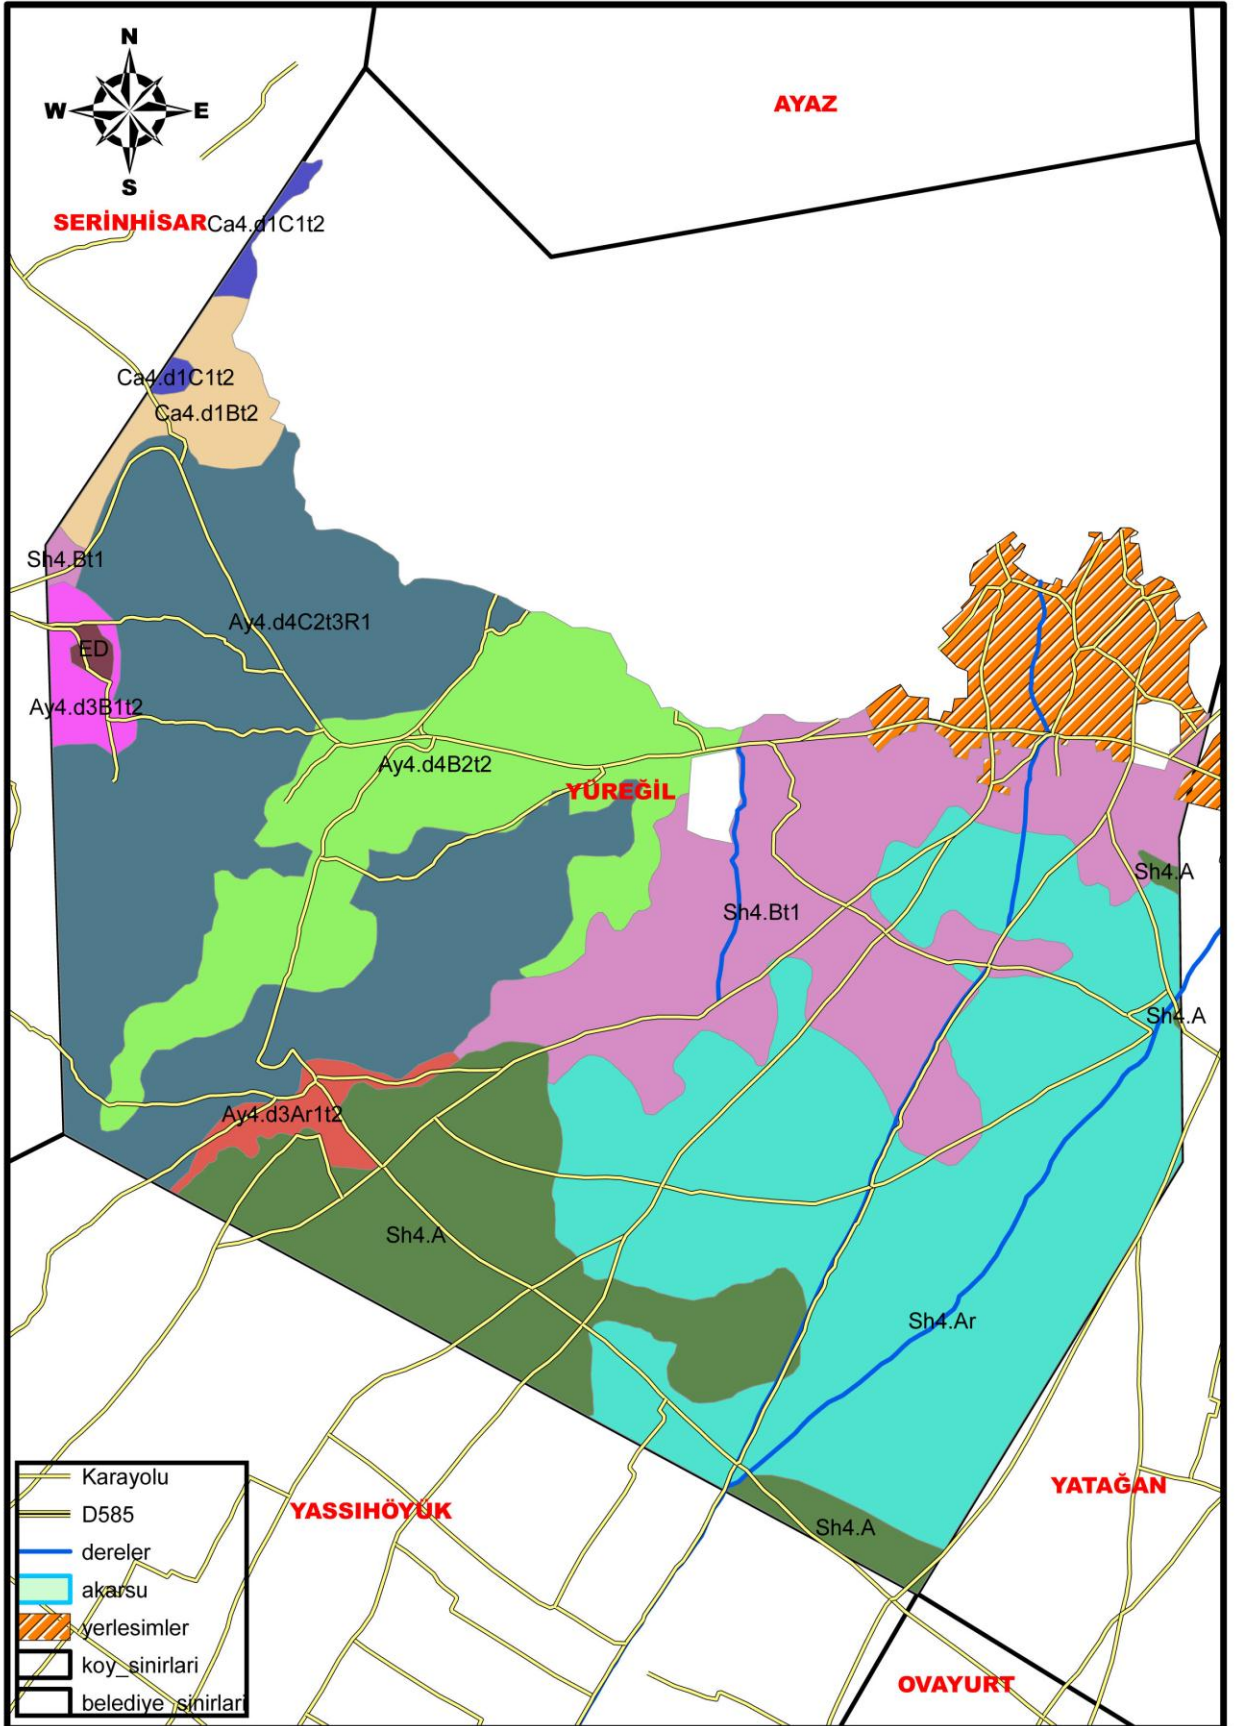 N
AYAZ
W E
S
SERİNHİSAR Ca4.d1C1t2
Ca4.d1C1t2
Ca4.d1Bt2
Sh4.Bt1
Ay4.d4C2t3R1
ED
Ay4.d3B1t2
Ay4.d4B2t2
YÜREĞİL
Sh4.A
Sh4.Bt1
Sh4.A
Ay4.d3Ar1t2
Sh4.A
Sh4.Ar
Karayolu
D585
dereler
akarsu
yerlesimler
koy_sinirlari
belediye_sinirlari
YASSIHÖYÜK
YATAĞAN
Sh4.A
OVAYURT